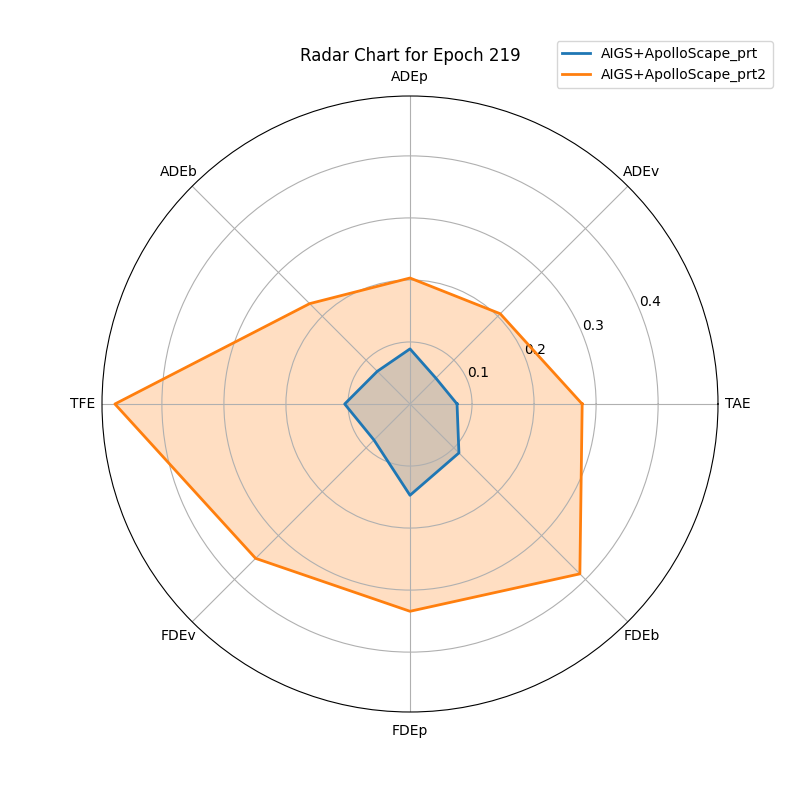 Radar Chart for Epoch 219
AIGS+ApolloScape_prt
AIGS+ApolloScape_prt2
ADEp
ADEb
ADEv
0.4
0.3
0.2
0.1
TFE
TAE
FDEv
FDEb
FDEp